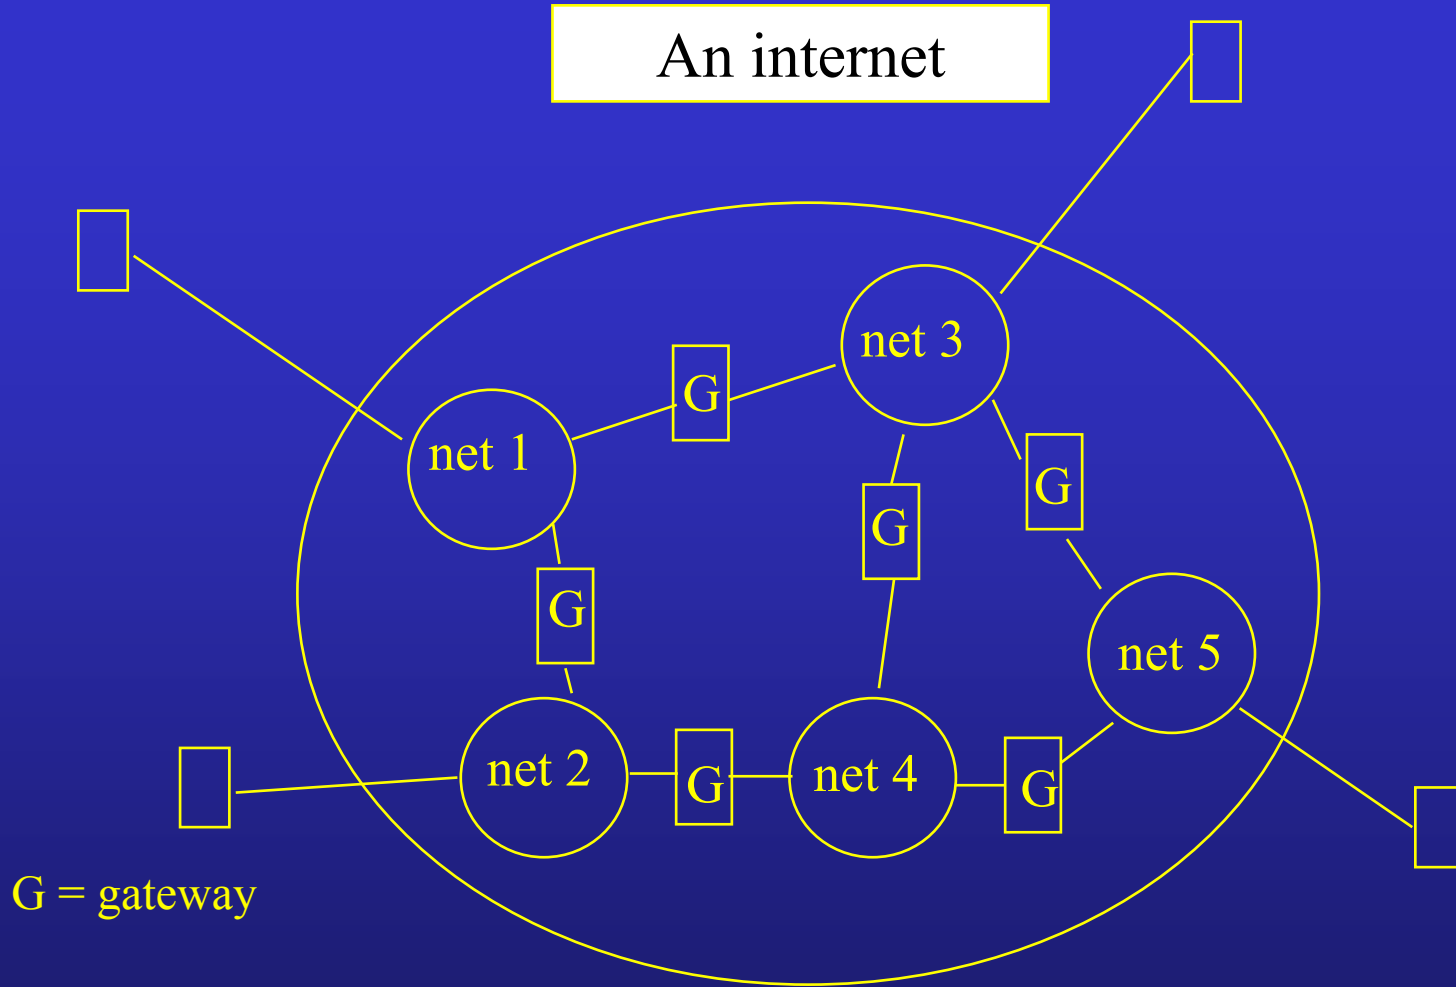 An internet
net 3
G
net 1
G
G
G
net 5
net 2
G
net 4
G
G = gateway